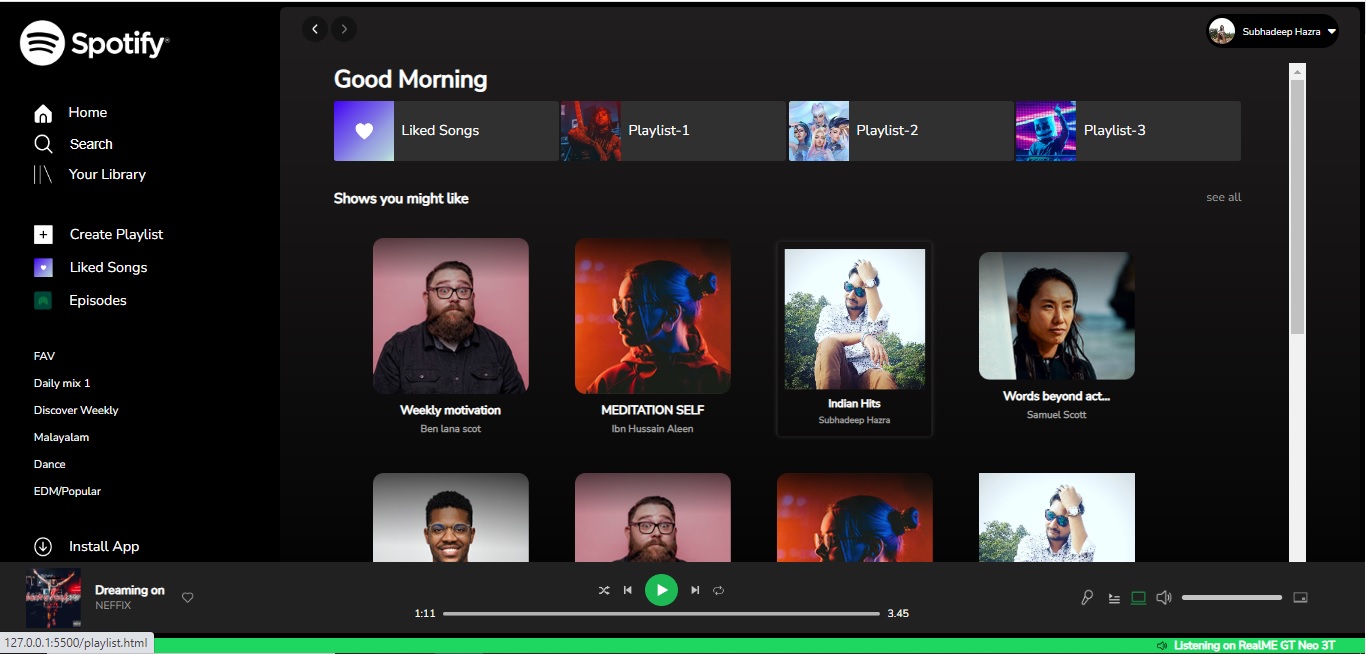 Spotify
Home
Search
Your Library
Create Playlist
Liked Songs
Episodes
FAV
Daily mix 1
Discover Weekly
Malayalam
Dance
EDM/Popular
Install App
Subhadeep Hazra
Good Morning
Liked Songs
Playlist-1
Playlist-2
Playlist-3
Shows you might like
see all
Weekly motivation
Ben lana scot
MEDITATION SELF
Ibn Hussain Aleen
Indian Hits
Subhadeep Hazra
Words beyond act...
Samuel Scott
Dreaming on
NEFFIX
1:11
3.45
127.0.0.1:5500/playlist.html
Listening on RealME GT Neo 3T